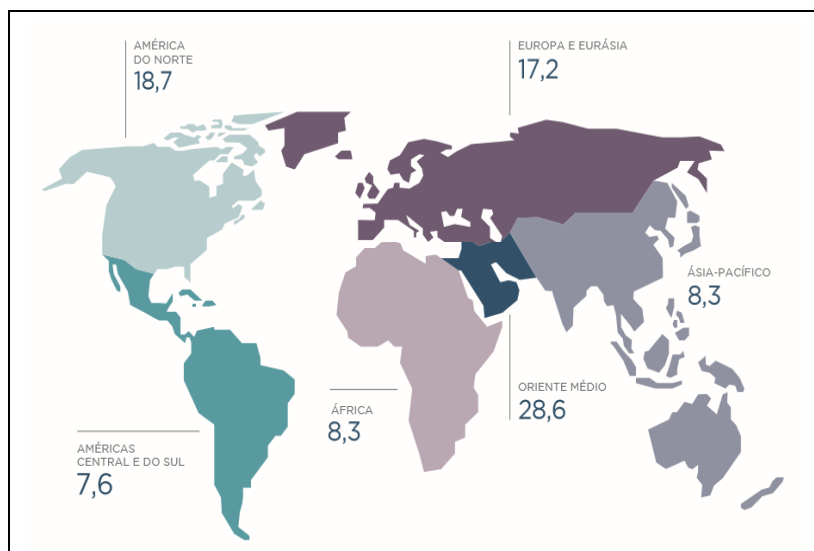 AMÉRICA
DO NORTE
18,7
EUROPA E EURÁSIA
17,2
ÁSIA-PACÍFICO
8,3
ORIENTE MÉDIO
28,6
ÁFRICA
8,3
AMÉRICAS
CENTRAL E DO SUL
7,6